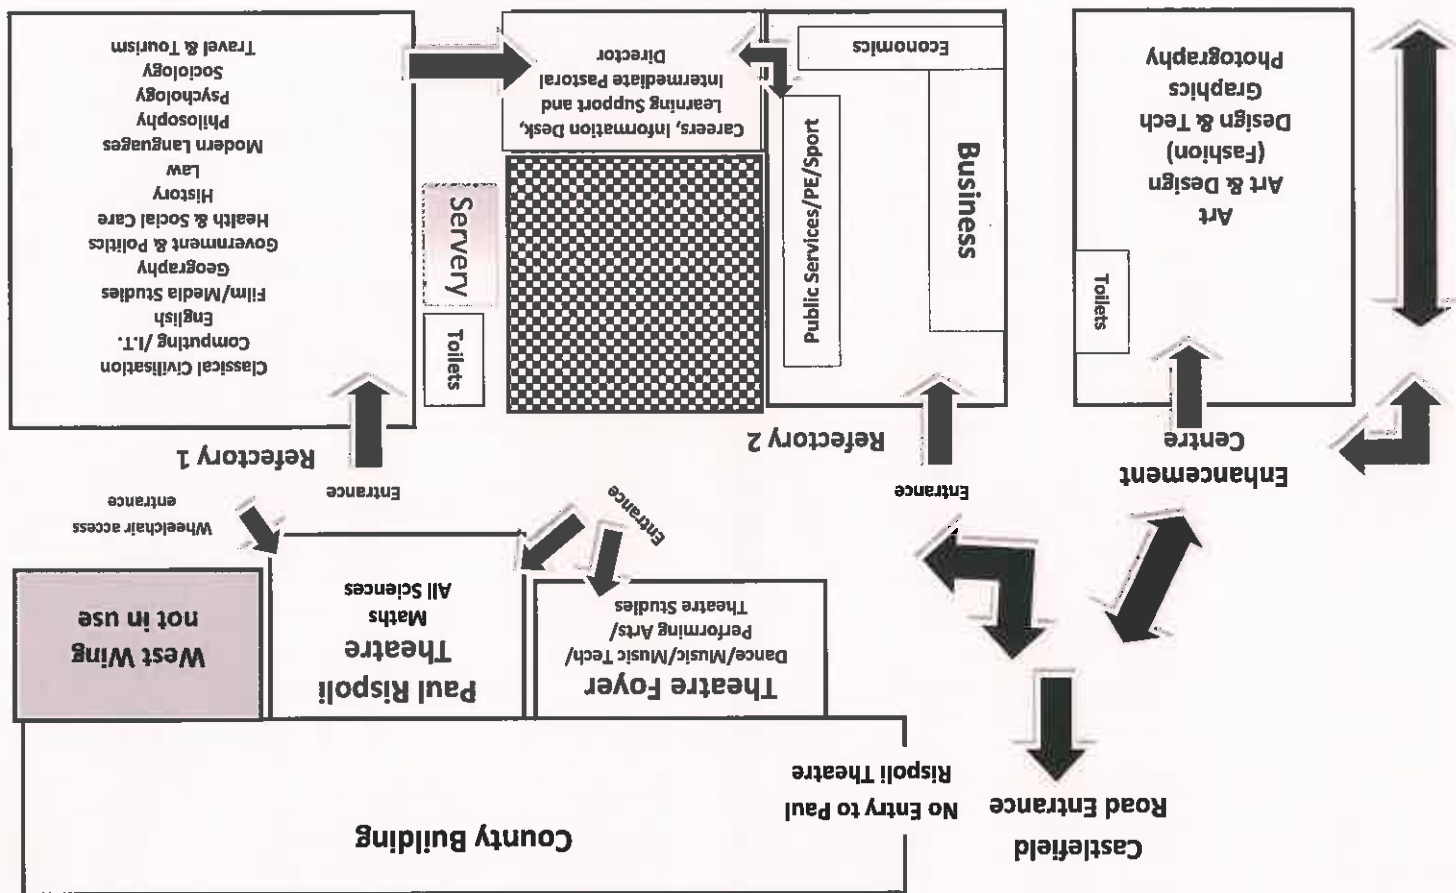 County Building
Castlefield
Road Entrance
No Entry to Paul
Rispoli Theatre
Theatre Foyer
Dance/Music/Music Tech/
Performing Arts/
Theatre Studies
Paul Rispoli
Theatre
Maths
All Sciences
West Wing
not in use
Entrance
Wheelchair access
entrance
Enhancement
Centre
Entrance
Refectory 2
Entrance
Refectory 1
Toilets
Art
Art & Design
(Fashion)
Design & Tech
Graphics
Photography
Business
Public Services/PE/Sport
Economics
Toilets
Servery
Careers, Information Desk,
Learning Support and
Intermediate Pastoral
Director
Classical Civilisation
Computing /I.T.
English
Film/Media Studies
Geography
Government & Politics
Health & Social Care
History
Law
Modern Languages
Philosophy
Psychology
Sociology
Travel & Tourism